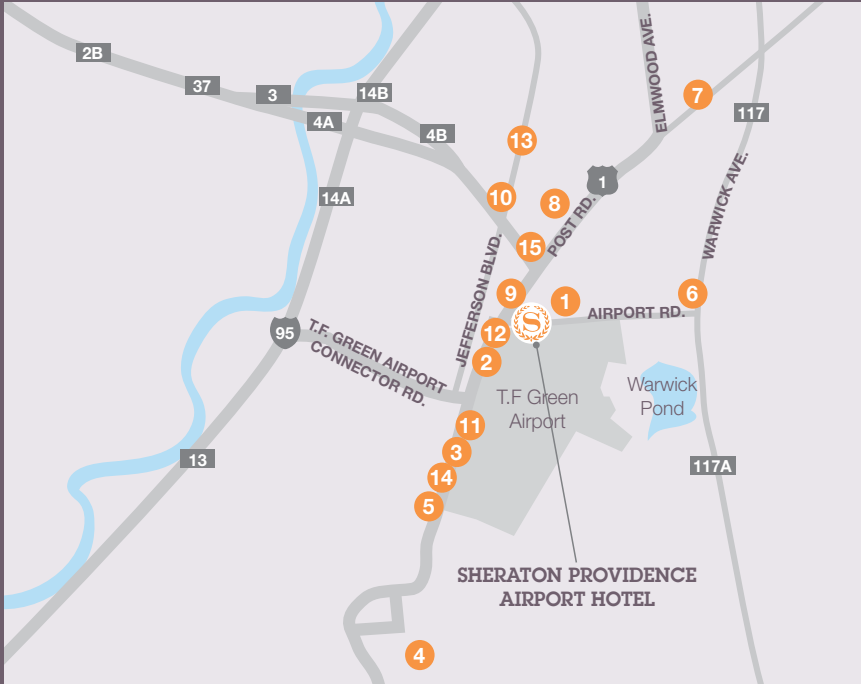 2B
37
3
14B
4A
4B
14A
13
10
8
15
7
ELMWOOD AVE.
117
1
POST RD.
WARWICK AVE.
JEFFERSON BLVD.
9
1
6
AIRPORT RD.
S
12
2
95
T.F. GREEN AIRPORT
CONNECTOR RD.
T.F Green
Airport
Warwick
Pond
11
3
14
5
13
117A
SHERATON PROVIDENCE
AIRPORT HOTEL
4